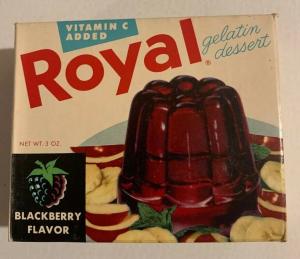 VITAMIN C
ADDED
Royal®
gelatin
dessert
NET WT. 3 OZ.
BLACKBERRY
FLAVOR